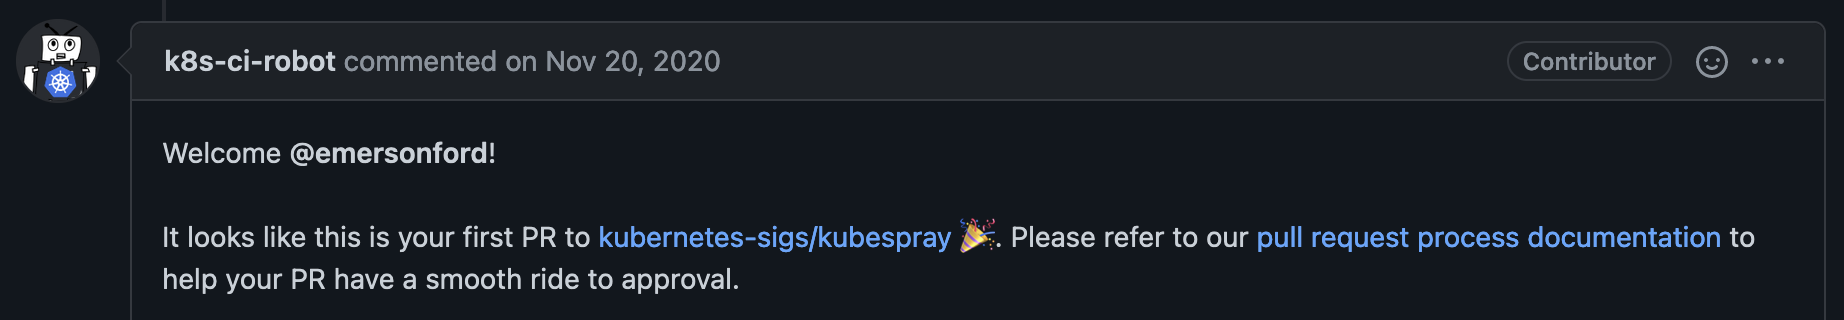 k8s-ci-robot commented on Nov 20, 2020
Contributor
Welcome @emersonford!
It looks like this is your first PR to kubernetes-sigs/kubespray 🎉. Please refer to our pull request process documentation to
help your PR have a smooth ride to approval.